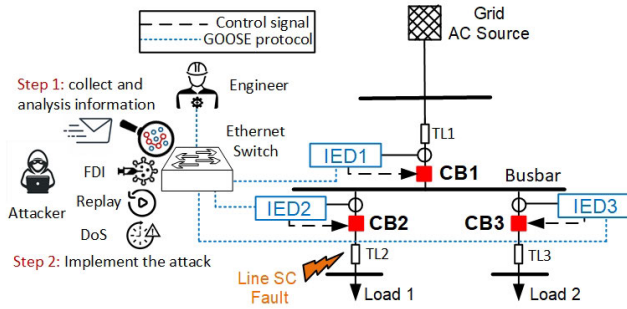 Control signal
GOOSE protocol
Grid
AC Source
Step 1: collect and
analysis information
Engineer
Ethernet
Switch
TL1
IED1
CB1
Busbar
FDI
Attacker
Replay
DoS
IED2
CB2
CB3
IED3
Step 2: Implement the attack
TL2
TL3
Line SC
Fault
Load 1
Load 2